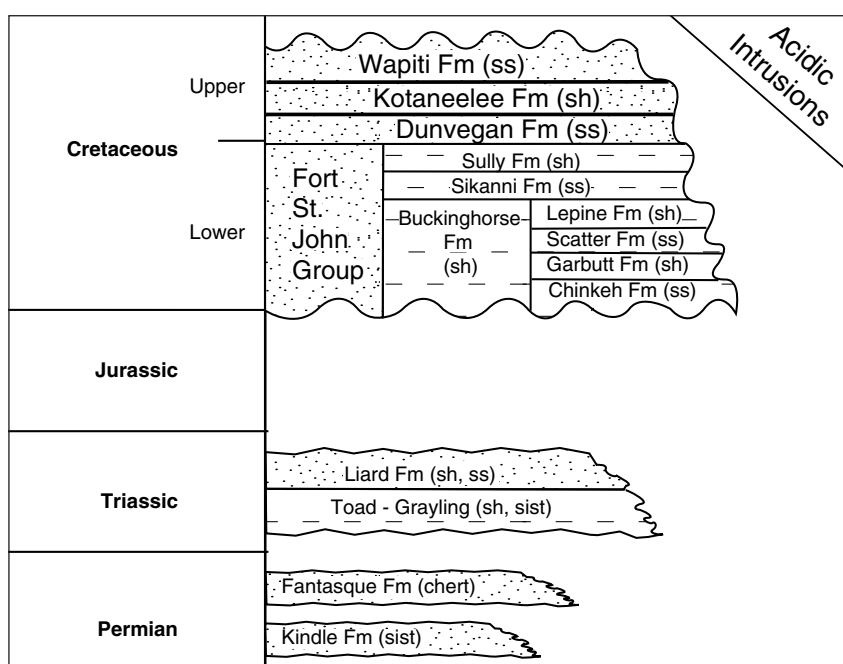 Acidic
Intrusions
Upper
Cretaceous
Lower
Wapiti Fm (ss)
Kotaneelee Fm (sh)
Dunvegan Fm (ss)
Fort
St.
John
Group
Sully Fm (sh)
Sikanni Fm (ss)
Buckinghorse
Fm
(sh)
Lepine Fm (sh)
Scatter Fm (ss)
Garbutt Fm (sh)
Chinkeh Fm (ss)
Jurassic
Triassic
Liard Fm (sh, ss)
Toad - Grayling (sh, sist)
Permian
Fantasque Fm (chert)
Kindle Fm (sist)